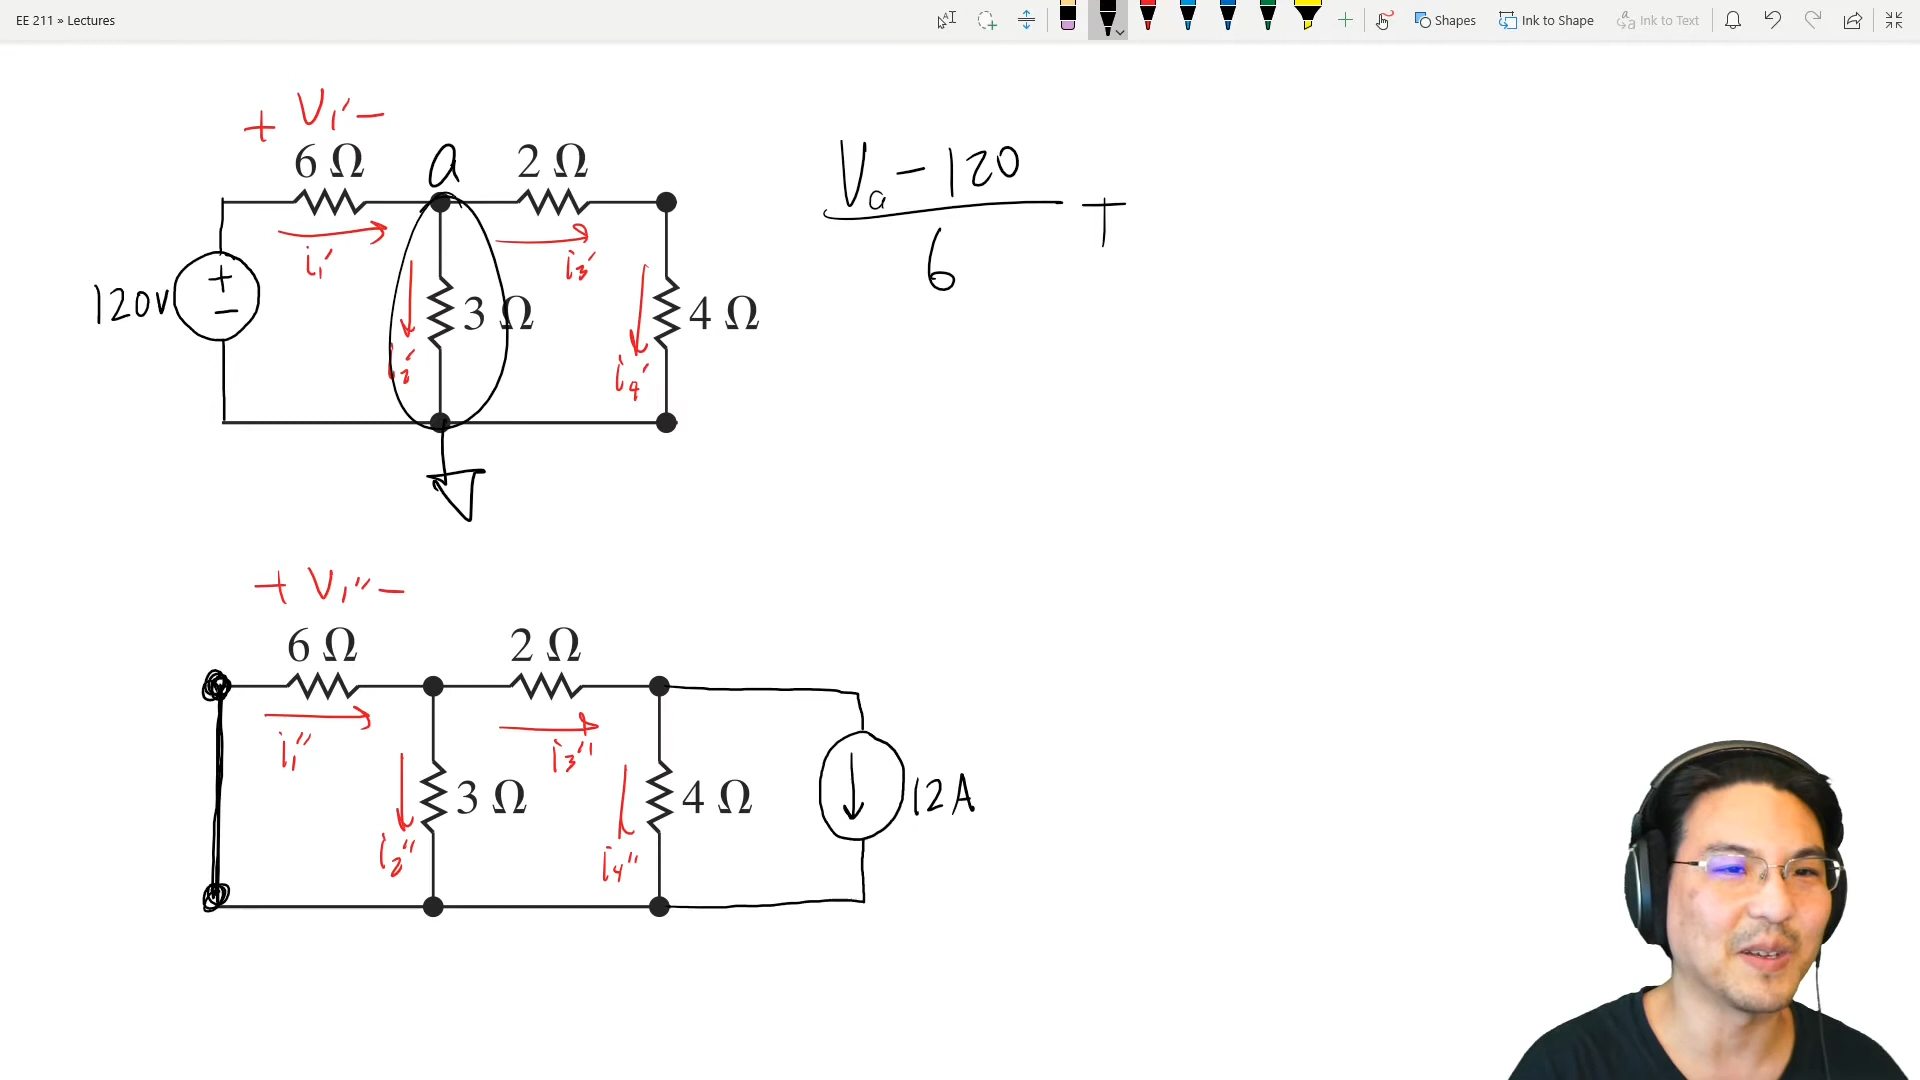 EE 211 » Lectures
Shapes
Ink to Shape
Ink to Text
+ V₁′ −
6 Ω
a
2 Ω
Va − 120
6
+
i₁′
i₃′
120V
+
−
3 Ω
4 Ω
i₂′
i₄′
+ V₁″ −
6 Ω
2 Ω
i₁″
i₃″
3 Ω
4 Ω
12A
i₂″
i₄″